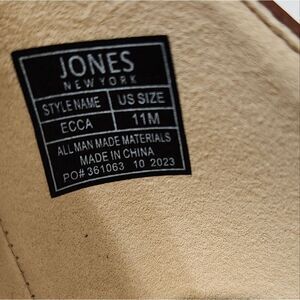 JONES
NEW YORK
STYLE NAME US SIZE
ECCA 11M
ALL MAN MADE MATERIALS
MADE IN CHINA
PO# 361063 10 2023